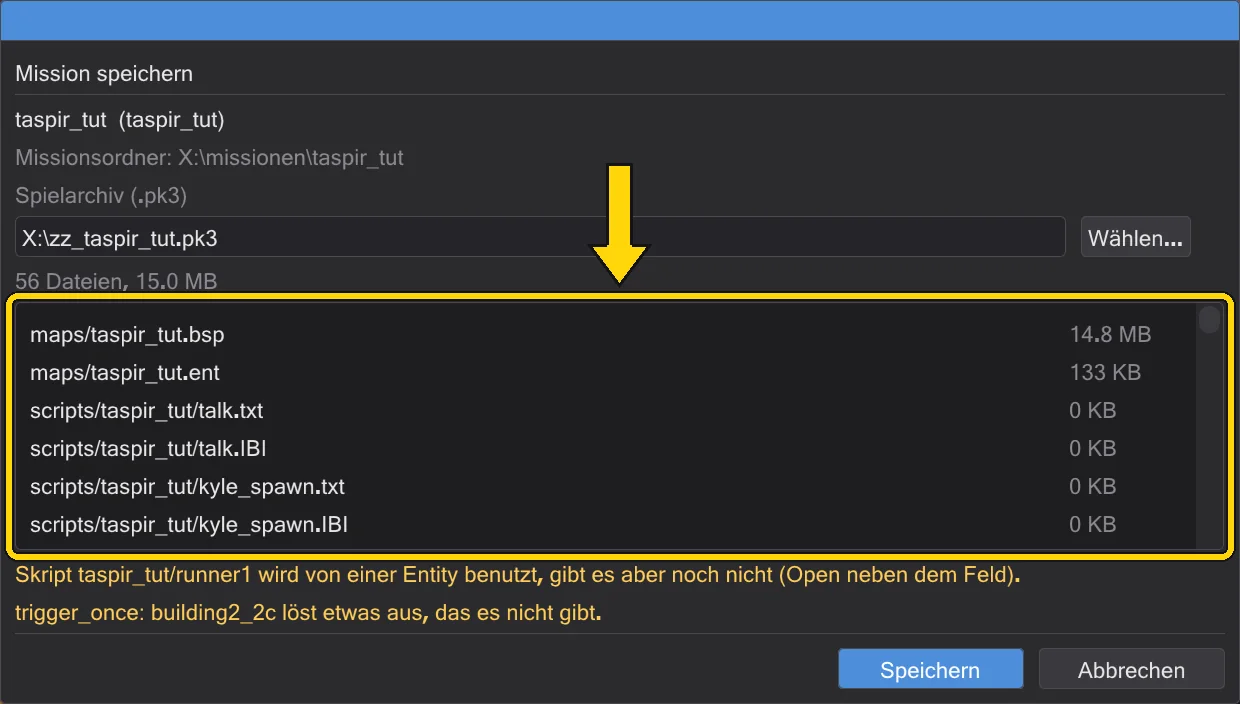 Mission speichern
taspir_tut (taspir_tut)
Missionsordner: X:\missionen\taspir_tut
Spielarchiv (.pk3)
X:\zz_taspir_tut.pk3 Wählen...
56 Dateien, 15.0 MB
maps/taspir_tut.bsp 14.8 MB
maps/taspir_tut.ent 133 KB
scripts/taspir_tut/talk.txt 0 KB
scripts/taspir_tut/talk.IBI 0 KB
scripts/taspir_tut/kyle_spawn.txt 0 KB
scripts/taspir_tut/kyle_spawn.IBI 0 KB
Skript taspir_tut/runner1 wird von einer Entity benutzt, gibt es aber noch nicht (Open neben dem Feld).
trigger_once: building2_2c löst etwas aus, das es nicht gibt.
Speichern Abbrechen